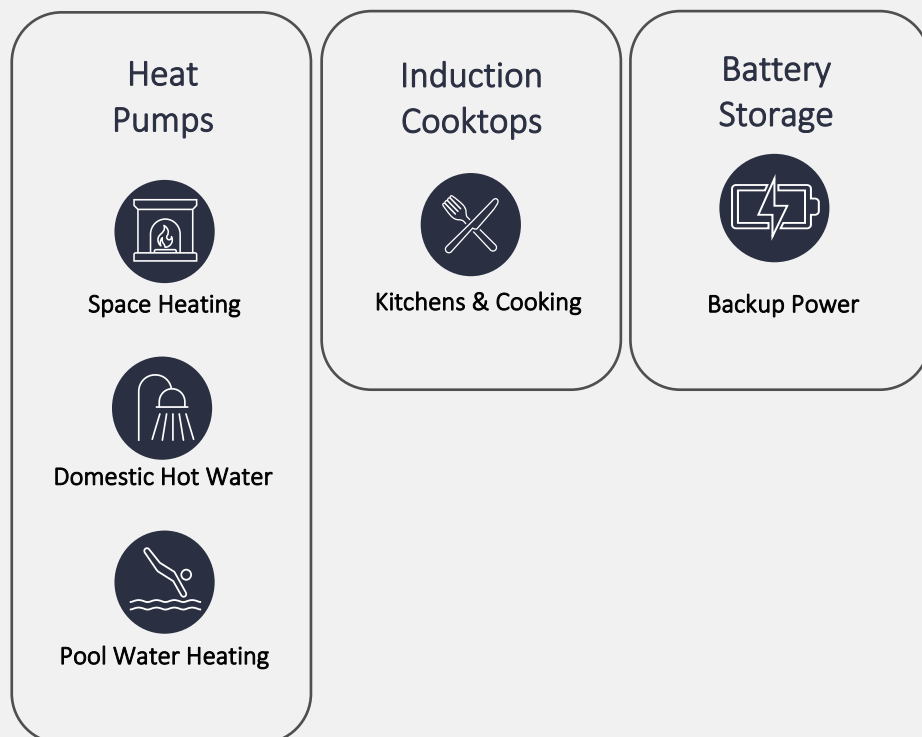 Heat
Pumps
Space Heating
Domestic Hot Water
Pool Water Heating
Induction
Cooktops
Kitchens & Cooking
Battery
Storage
Backup Power